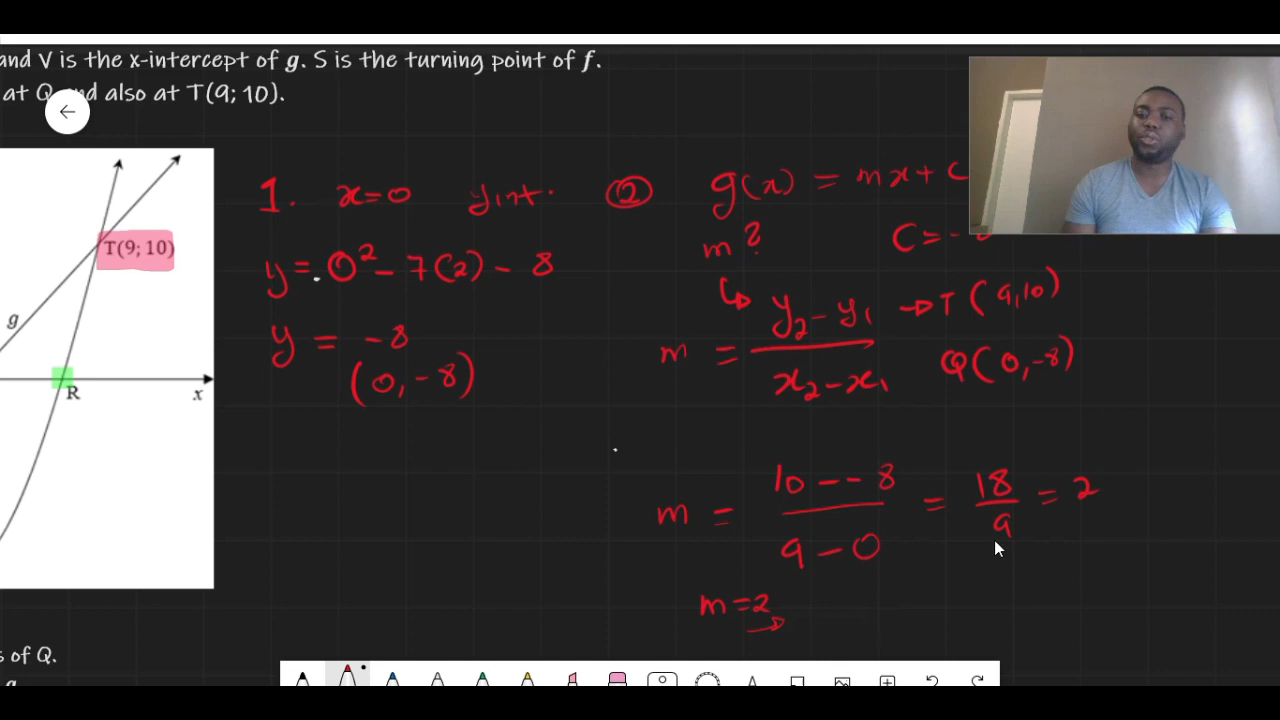 and V is the x-intercept of g. S is the turning point of f.
at Q and also at T(9; 10).
T(9; 10)
g
R
x
1. x=0 y int.
y = 0² - 7(2) - 8
y = -8
(0, -8)
② g(x) = mx + c
m? c = -8
m = y₂ - y₁ / x₂ - x₁
→ T(9,10)
Q(0,-8)
m = 10 - - 8 / 9 - 0 = 18/9 = 2
m = 2
of Q.